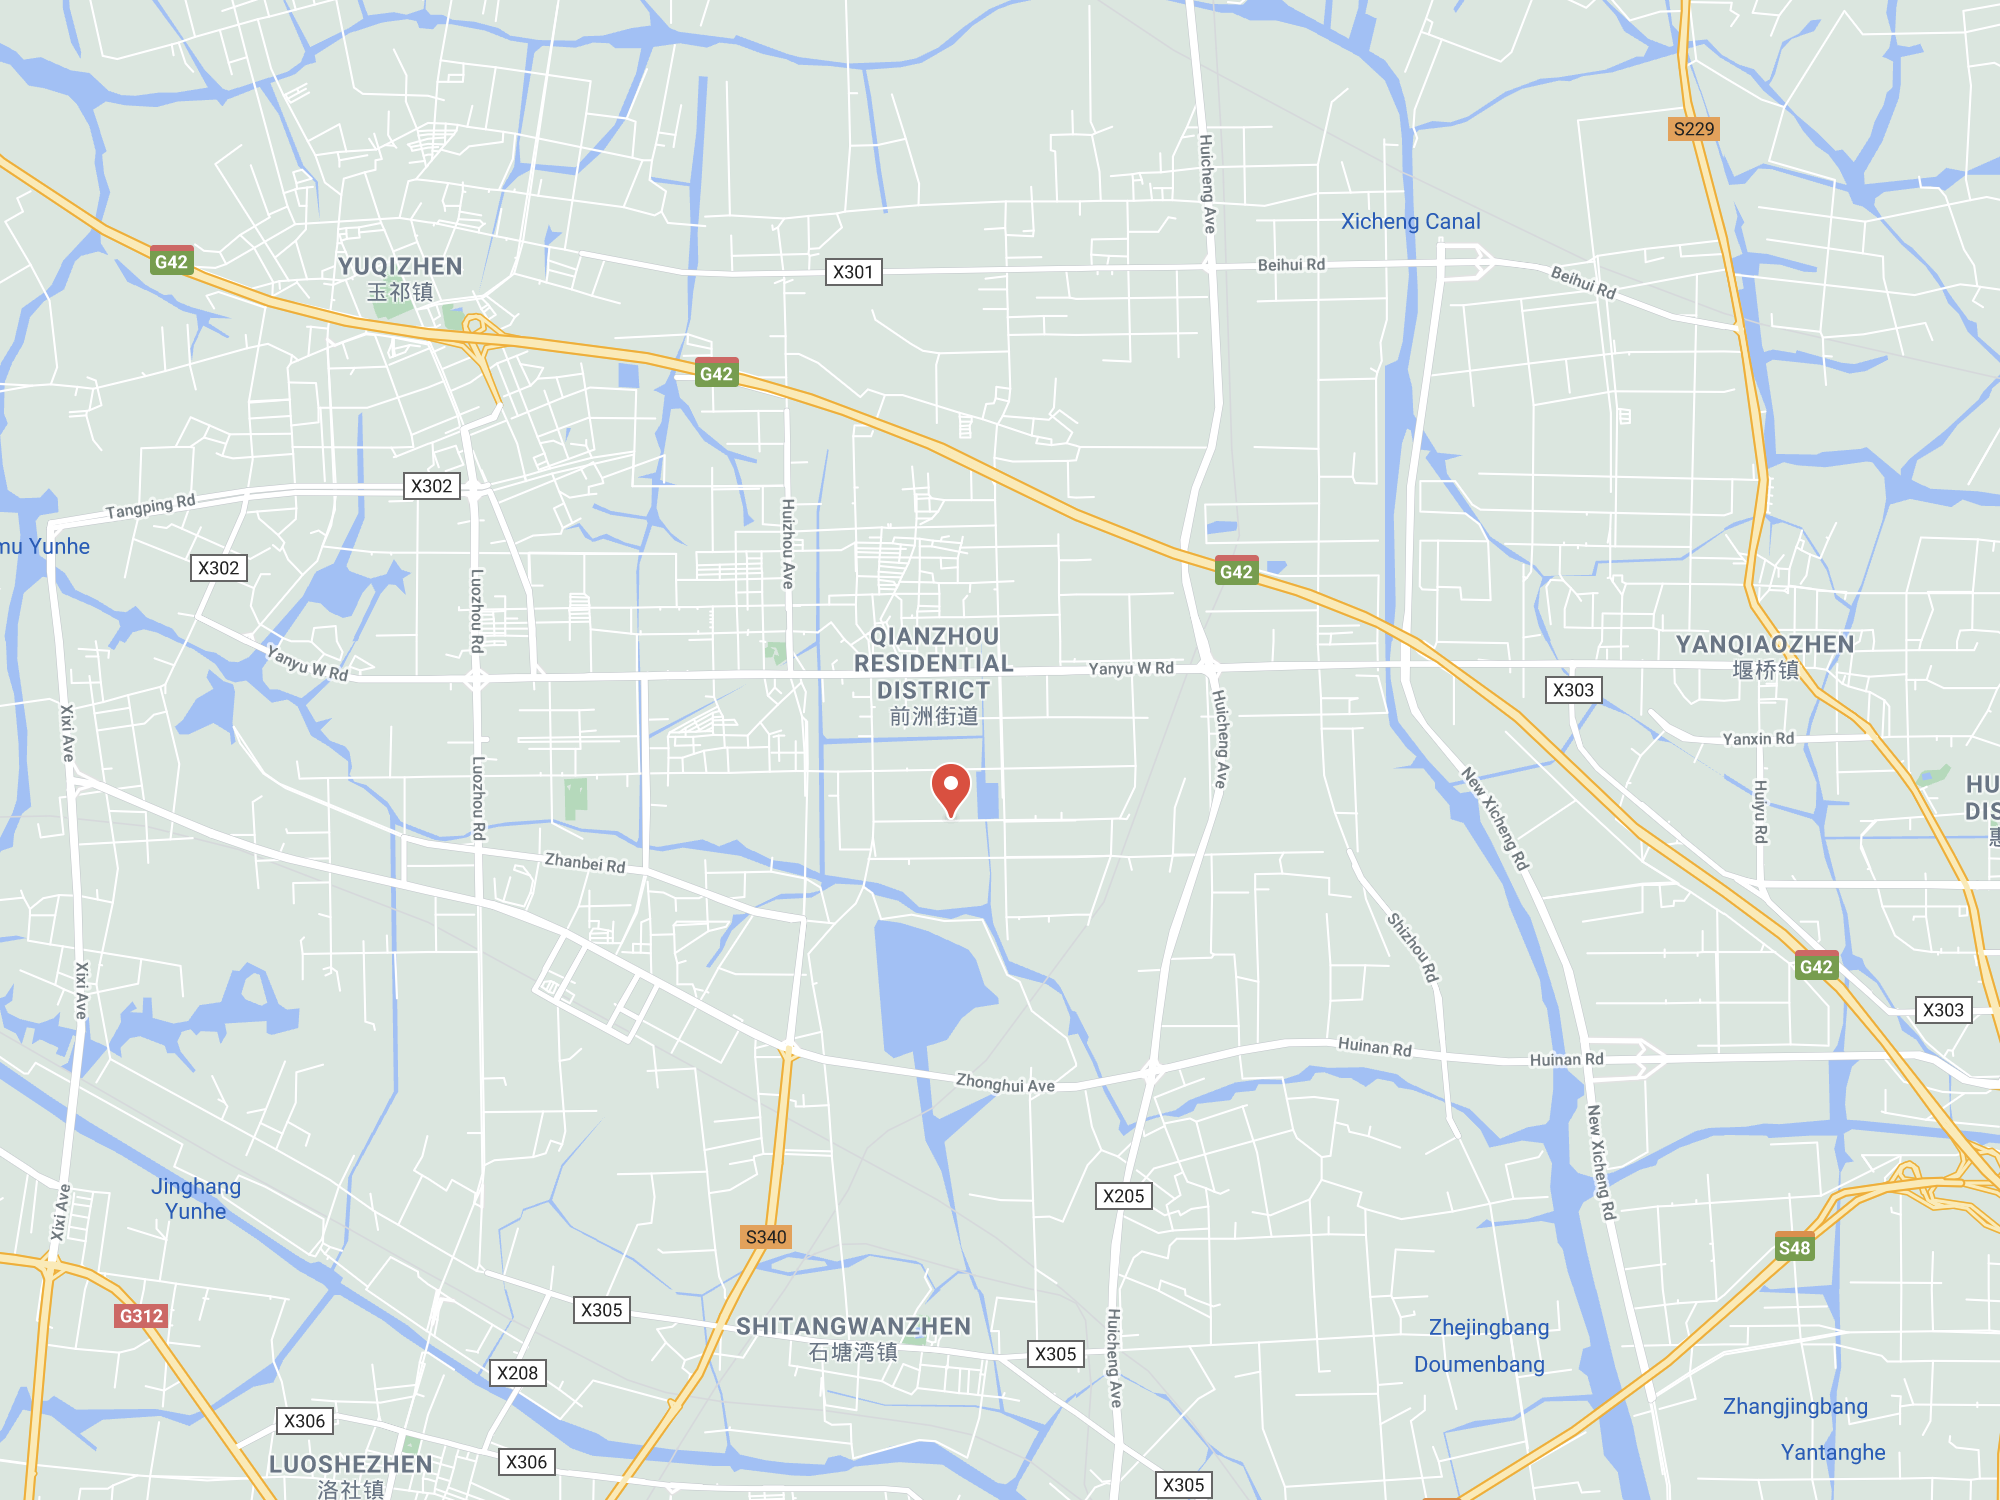 S229
Huicheng Ave
Xicheng Canal
G42
YUQIZHEN
玉祁镇
X301
Beihui Rd
Beihui Rd
G42
X302
Tangping Rd
Huizhou Ave
mu Yunhe
X302
G42
Luozhou Rd
QIANZHOU
RESIDENTIAL
DISTRICT
前洲街道
YANQIAOZHEN
堰桥镇
Yanyu W Rd
Yanyu W Rd
X303
Xixi Ave
Huicheng Ave
Yanxin Rd
Luozhou Rd
New Xicheng Rd
Huiyu Rd
HU
DIS
惠
Zhanbei Rd
Shizhou Rd
G42
Xixi Ave
X303
Huinan Rd
Huinan Rd
Zhonghui Ave
New Xicheng Rd
Jinghang
Yunhe
X205
Xixi Ave
S340
S48
G312
X305
SHITANGWANZHEN
石塘湾镇
Zhejingbang
X305
Huicheng Ave
Doumenbang
X208
Zhangjingbang
X306
Yantanghe
LUOSHEZHEN
洛社镇
X306
X305